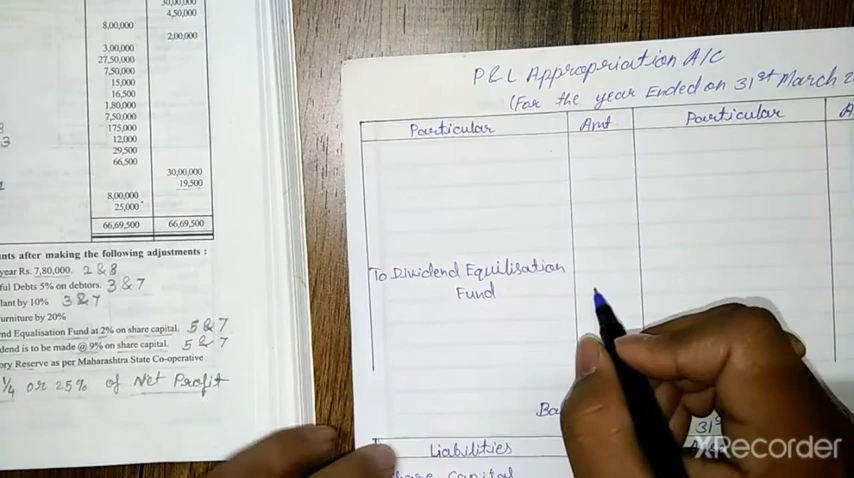 30,00,000
4,50,000
8,00,000
2,00,000
3,00,000
27,50,000
7,50,000
15,000
16,500
1,80,000
7,50,000
175,000
12,000
29,500
66,500
30,00,000
19,500
8,00,000
25,000
66,69,500 66,69,500
nts after making the following adjustments :
year Rs. 7,80,000. 2 & 8
ful Debts 5% on debtors. 3 & 7
lant by 10% 3 & 7
urniture by 20%
nd Equalisation Fund at 2% on share capital. 5 & 7
dend is to be made @ 9% on share capital. 5 & 7
ory Reserve as per Maharashtra State Co-operative
1/4 or 25% of Net Profit
P&L Appropriation A/C
(For the year Ended on 31st March 2
Particular Amt Particular A
To Dividend Equilisation
Fund
Ba 31s
Liabilities
Share Capital
XRecorder